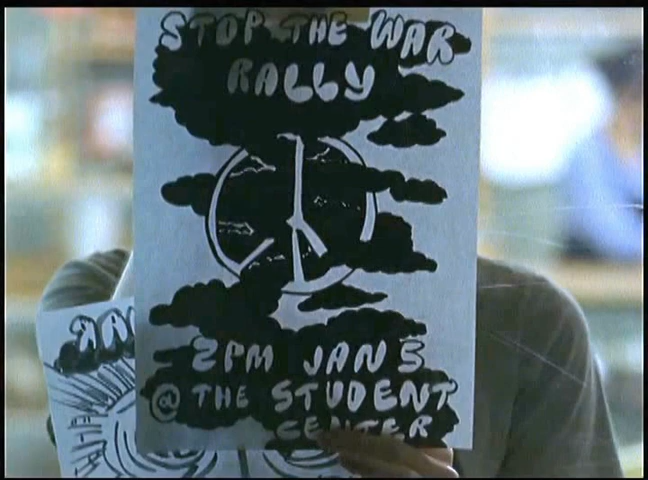 STOP THE WAR
RALLY
2PM JAN 5
@ THE STUDENT
CENTER